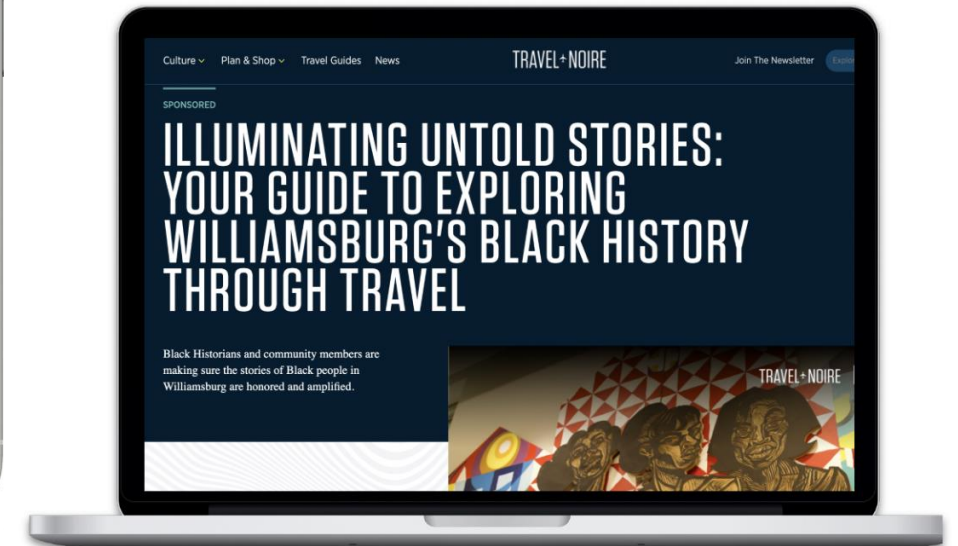 Culture Plan & Shop Travel Guides News TRAVEL+NOIRE Join The Newsletter
SPONSORED
ILLUMINATING UNTOLD STORIES:
YOUR GUIDE TO EXPLORING
WILLIAMSBURG'S BLACK HISTORY
THROUGH TRAVEL
Black Historians and community members are
making sure the stories of Black people in
Williamsburg are honored and amplified.
TRAVEL+NOIRE